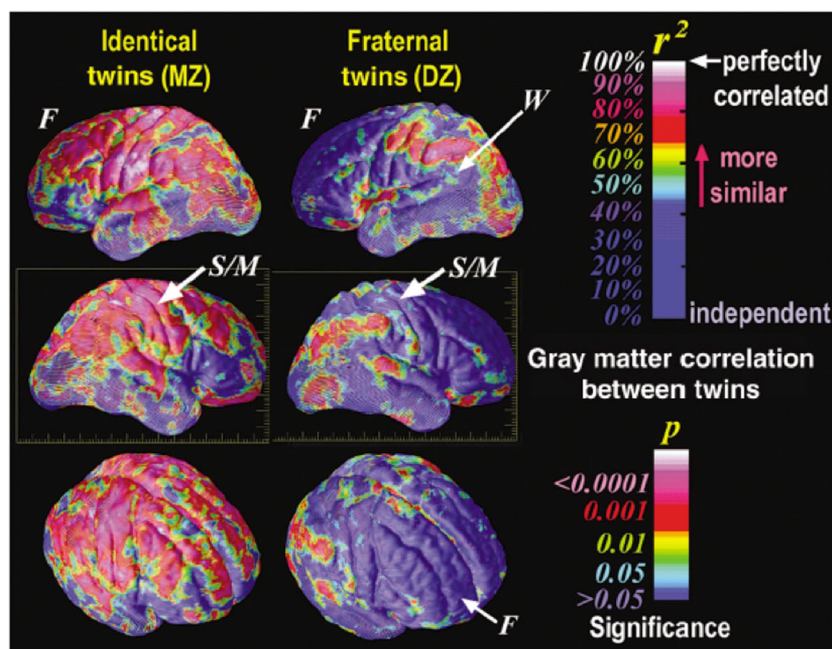 Identical
twins (MZ)
Fraternal
twins (DZ)
F
F
W
S/M
S/M
F
r²
100%
90%
80%
70%
60%
50%
40%
30%
20%
10%
0%
perfectly
correlated
more
similar
independent
Gray matter correlation
between twins
p
<0.0001
0.001
0.01
0.05
>0.05
Significance